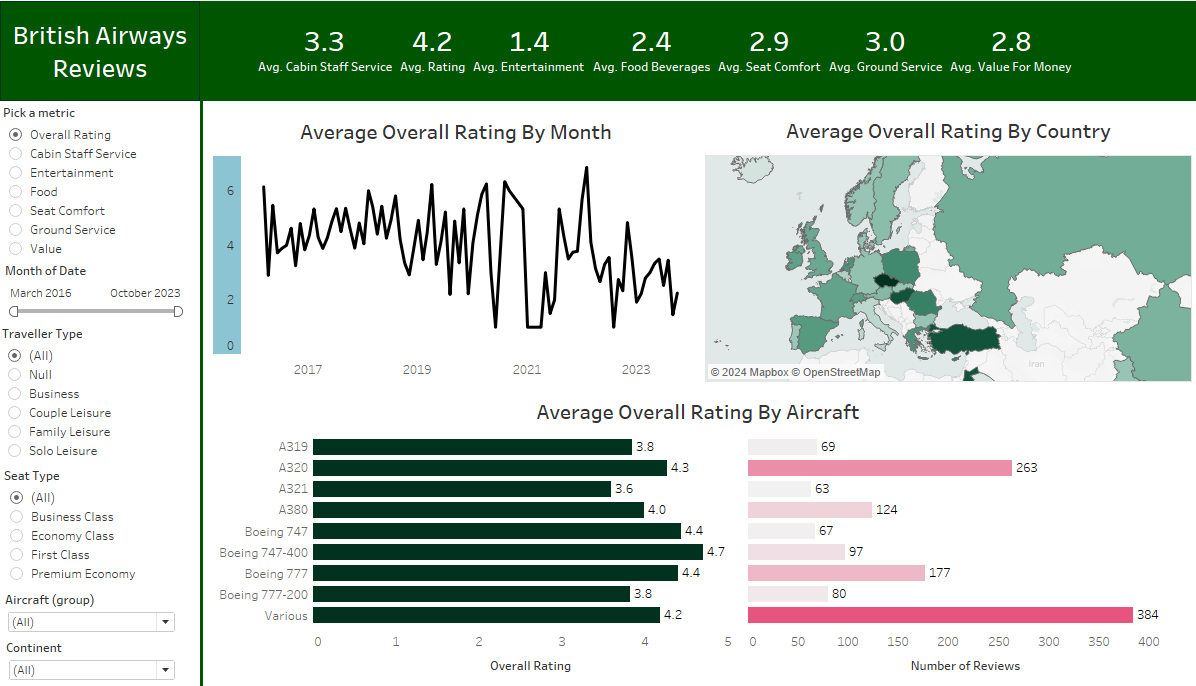 British Airways
Reviews
3.3 4.2 1.4 2.4 2.9 3.0 2.8
Avg. Cabin Staff Service Avg. Rating Avg. Entertainment Avg. Food Beverages Avg. Seat Comfort Avg. Ground Service Avg. Value For Money
Pick a metric
Overall Rating
Cabin Staff Service
Entertainment
Food
Seat Comfort
Ground Service
Value
Month of Date
March 2016 October 2023
Traveller Type
(All)
Null
Business
Couple Leisure
Family Leisure
Solo Leisure
Seat Type
(All)
Business Class
Economy Class
First Class
Premium Economy
Aircraft (group)
(All)
Continent
(All)
Average Overall Rating By Month
6
4
2
0
2017 2019 2021 2023
Average Overall Rating By Country
Iran
© 2024 Mapbox © OpenStreetMap
Average Overall Rating By Aircraft
A319 3.8 69
A320 4.3 263
A321 3.6 63
A380 4.0 124
Boeing 747 4.4 67
Boeing 747-400 4.7 97
Boeing 777 4.4 177
Boeing 777-200 3.8 80
Various 4.2 384
0 1 2 3 4 5 0 50 100 150 200 250 300 350 400
Overall Rating Number of Reviews